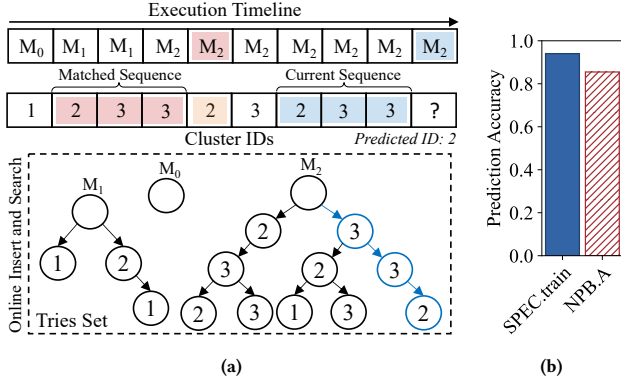 Execution Timeline
M0 M1 M1 M2 M2 M2 M2 M2 M2 M2
Matched Sequence Current Sequence
1 2 3 3 2 3 2 3 3 ?
Cluster IDs Predicted ID: 2
Online Insert and Search
M1 M0 M2
2 3
1 2 3 2 3
1 2 3 1 3 2
Tries Set
(a)
Prediction Accuracy
1.0
0.8
0.6
0.4
0.2
0.0
SPEC.train NPB.A
(b)